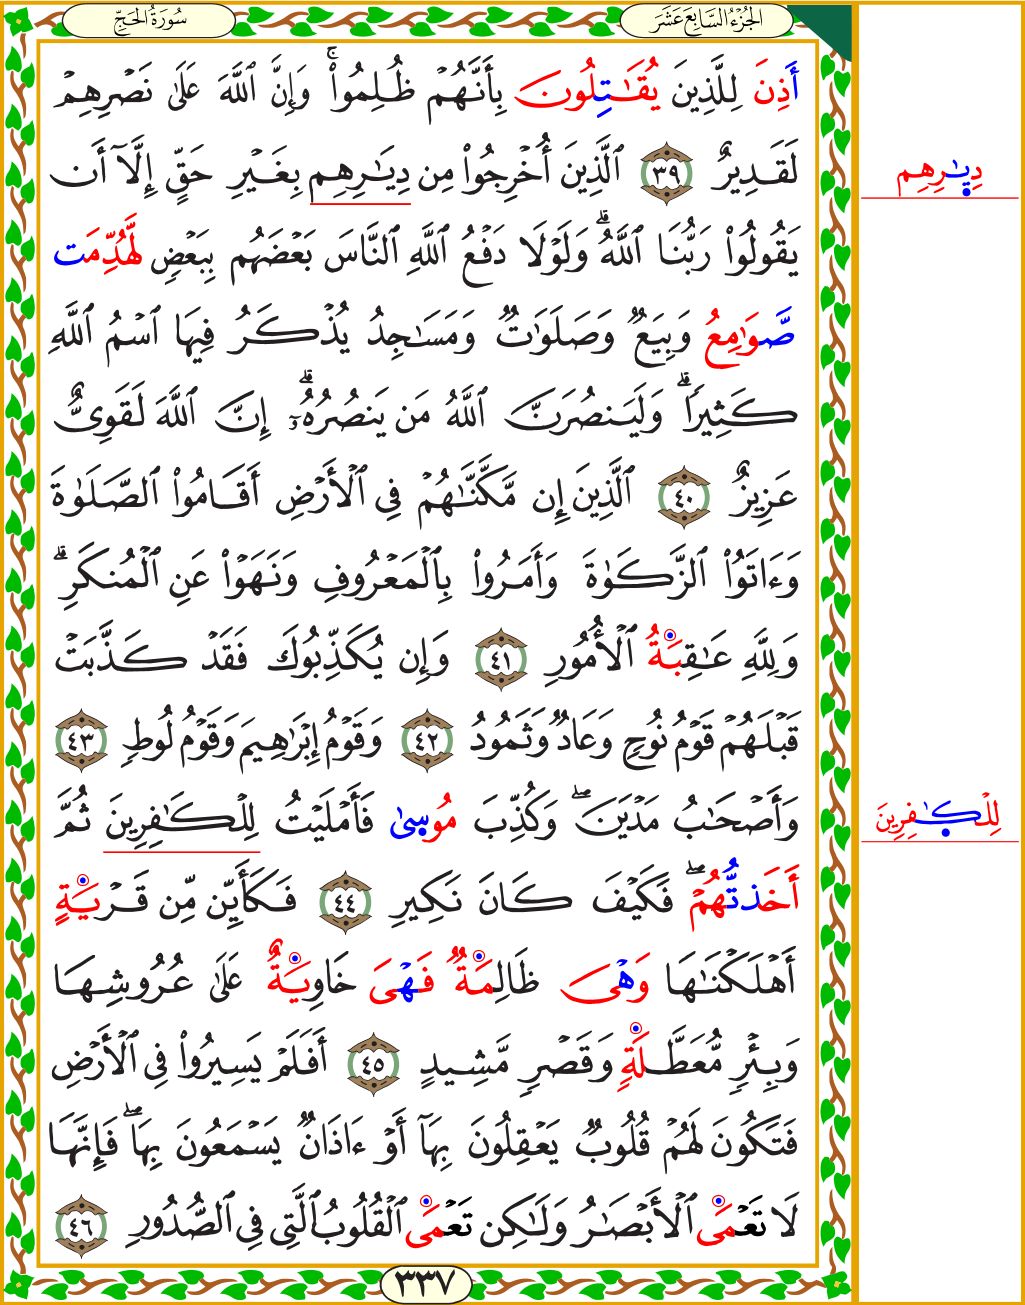 الجُزْءُ السَّابِعَ عَشَرَ
سُورَةُ الحَجِّ
أَذِنَ لِلَّذِينَ يُقَٰتِلُونَ بِأَنَّهُمْ ظُلِمُوا۟ ۚ وَإِنَّ ٱللَّهَ عَلَىٰ نَصْرِهِمْ
لَقَدِيرٌ ٣٩ ٱلَّذِينَ أُخْرِجُوا۟ مِن دِيَٰرِهِم بِغَيْرِ حَقٍّ إِلَّآ أَن
دِيَٰرِهِم
يَقُولُوا۟ رَبُّنَا ٱللَّهُ ۗ وَلَوْلَا دَفْعُ ٱللَّهِ ٱلنَّاسَ بَعْضَهُم بِبَعْضٍ لَّهُدِّمَت
صَّوَٰمِعُ وَبِيَعٌ وَصَلَوَٰتٌ وَمَسَٰجِدُ يُذْكَرُ فِيهَا ٱسْمُ ٱللَّهِ
كَثِيرًا ۗ وَلَيَنصُرَنَّ ٱللَّهُ مَن يَنصُرُهُۥٓ ۗ إِنَّ ٱللَّهَ لَقَوِىٌّ
عَزِيزٌ ٤٠ ٱلَّذِينَ إِن مَّكَّنَّٰهُمْ فِى ٱلْأَرْضِ أَقَامُوا۟ ٱلصَّلَوٰةَ
وَءَاتَوُا۟ ٱلزَّكَوٰةَ وَأَمَرُوا۟ بِٱلْمَعْرُوفِ وَنَهَوْا۟ عَنِ ٱلْمُنكَرِ ۗ
وَلِلَّهِ عَٰقِبَةُ ٱلْأُمُورِ ٤١ وَإِن يُكَذِّبُوكَ فَقَدْ كَذَّبَتْ
قَبْلَهُمْ قَوْمُ نُوحٍ وَعَادٌ وَثَمُودُ ٤٢ وَقَوْمُ إِبْرَٰهِيمَ وَقَوْمُ لُوطٍ ٤٣
وَأَصْحَٰبُ مَدْيَنَ ۖ وَكُذِّبَ مُوسِىٰ فَأَمْلَيْتُ لِلْكَٰفِرِينَ ثُمَّ
لِلْكَٰفِرِينَ
أَخَذتُّهُمْ ۖ فَكَيْفَ كَانَ نَكِيرِ ٤٤ فَكَأَيِّن مِّن قَرْيَةٍ
أَهْلَكْنَٰهَا وَهْىَ ظَالِمَةٌ فَهْىَ خَاوِيَةٌ عَلَىٰ عُرُوشِهَا
وَبِئْرٍ مُّعَطَّلَةٍ وَقَصْرٍ مَّشِيدٍ ٤٥ أَفَلَمْ يَسِيرُوا۟ فِى ٱلْأَرْضِ
فَتَكُونَ لَهُمْ قُلُوبٌ يَعْقِلُونَ بِهَآ أَوْ ءَاذَانٌ يَسْمَعُونَ بِهَا ۖ فَإِنَّهَا
لَا تَعْمَى ٱلْأَبْصَٰرُ وَلَٰكِن تَعْمَى ٱلْقُلُوبُ ٱلَّتِى فِى ٱلصُّدُورِ ٤٦
٣٣٧